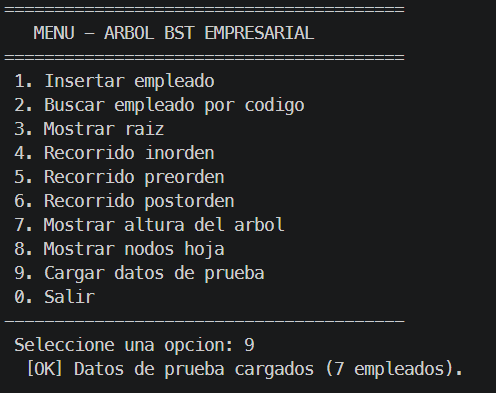 ========================================
MENU - ARBOL BST EMPRESARIAL
========================================
1. Insertar empleado
2. Buscar empleado por codigo
3. Mostrar raiz
4. Recorrido inorden
5. Recorrido preorden
6. Recorrido postorden
7. Mostrar altura del arbol
8. Mostrar nodos hoja
9. Cargar datos de prueba
0. Salir
----------------------------------------
Seleccione una opcion: 9
[OK] Datos de prueba cargados (7 empleados).